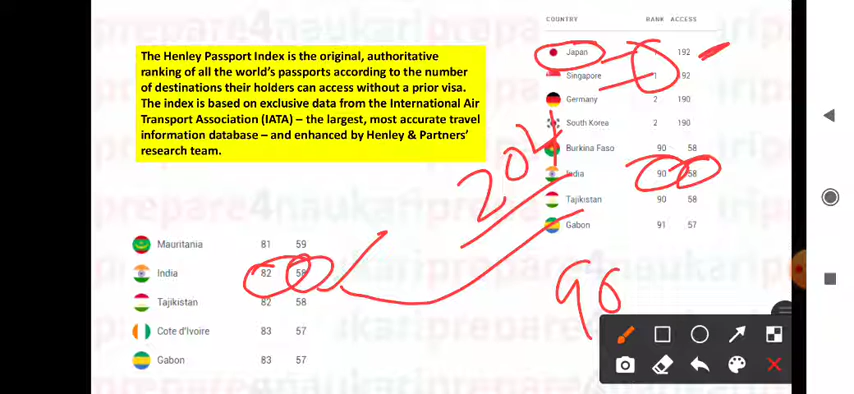 COUNTRY RANK ACCESS
The Henley Passport Index is the original, authoritative
ranking of all the world's passports according to the number
of destinations their holders can access without a prior visa.
The index is based on exclusive data from the International Air
Transport Association (IATA) – the largest, most accurate travel
information database – and enhanced by Henley & Partners'
research team.
Japan 1 192
Singapore 1 192
Germany 2 190
South Korea 2 190
Burkina Faso 90 58
India 90 58
Tajikistan 90 58
Gabon 91 57
204
Mauritania 81 59
India 82 58
Tajikistan 82 58
Cote d'Ivoire 83 57
Gabon 83 57
90